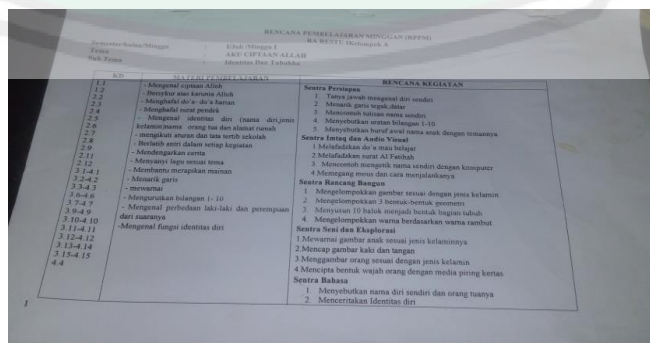 RENCANA PEMBELAJARAN MINGGUAN (RPPM)
RA RESTU /Kelompok A
Semester/bulan/Minggu : I/Juli /Minggu I
Tema : AKU CIPTAAN ALLAH
Sub Tema : Identitas Dan Tubuhku
KD
1.1
1.2
2.2
2.3
2.4
2.5
2.6
2.7
2.8
2.9
2.11
2.12
3.1-4.1
3.2-4.2
3.3-4.3
3.6-4.6
3.7-4.7
3.9-4.9
3.10-4.10
3.11-4.11
3.12-4.12
3.13-4.14
3.15-4.15
4.4
MATERI PEMBELAJARAN
- Mengenal ciptaan Alloh
- Bersykur atas karunia Alloh
- Menghafal do'a- do'a harian
- Menghafal surat pendek
- Mengenal identitas diri (nama diri,jenis
kelamin)nama orang tua dan alamat rumah
- mengikuti aturan dan tata tertib sekolah
- Berlatih antri dalam setiap kegiatan
- Mendengarkan cerita
- Menyanyi lagu sesuai tema
- Membantu merapikan mainan
- Menarik garis
- mewarnai
- Mengurutkan bilangan 1- 10
- Mengenal perbedaan laki-laki dan perempuan
dari suaranya
-Mengenal fungsi identitas diri
RENCANA KEGIATAN
Sentra Persiapan
1 Tanya jawab mengenai diri sendiri
2 Menarik garis tegak,datar
3 Mencontoh tulisan nama sendiri
4. Menyebutkan urutan bilangan 1-10
5. Menyebutkan huruf awal nama anak dengan temannya
Sentra Imtaq dan Audio Visual
1 Melafadzkan do'a mau belajar
2.Melafadzkan surat Al Fatihah
3. Mencontoh mengetik nama sendiri dengan komputer
4.Memegang meus dan cara menjalankanya
Sentra Rancang Bangun
1. Mengelompokkan gambar sesuai dengan jenis kelamin
2. Mengelompokkan 3 bentuk-bentuk geometri
3. Menyusun 10 balok menjadi bentuk bagian tubuh
4. Mengelompokkan warna berdasarkan warna rambut
Sentra Seni dan Eksplorasi
1.Mewarnai gambar anak sesuai jenis kelaminnya
2.Mencap gambar kaki dan tangan
3.Menggambar orang sesuai dengan jenis kelamin
4.Mencipta bentuk wajah orang dengan media piring kertas
Sentra Bahasa
1. Menyebutkan nama diri sendiri dan orang tuanya
2. Menceritakan Identitas diri
1